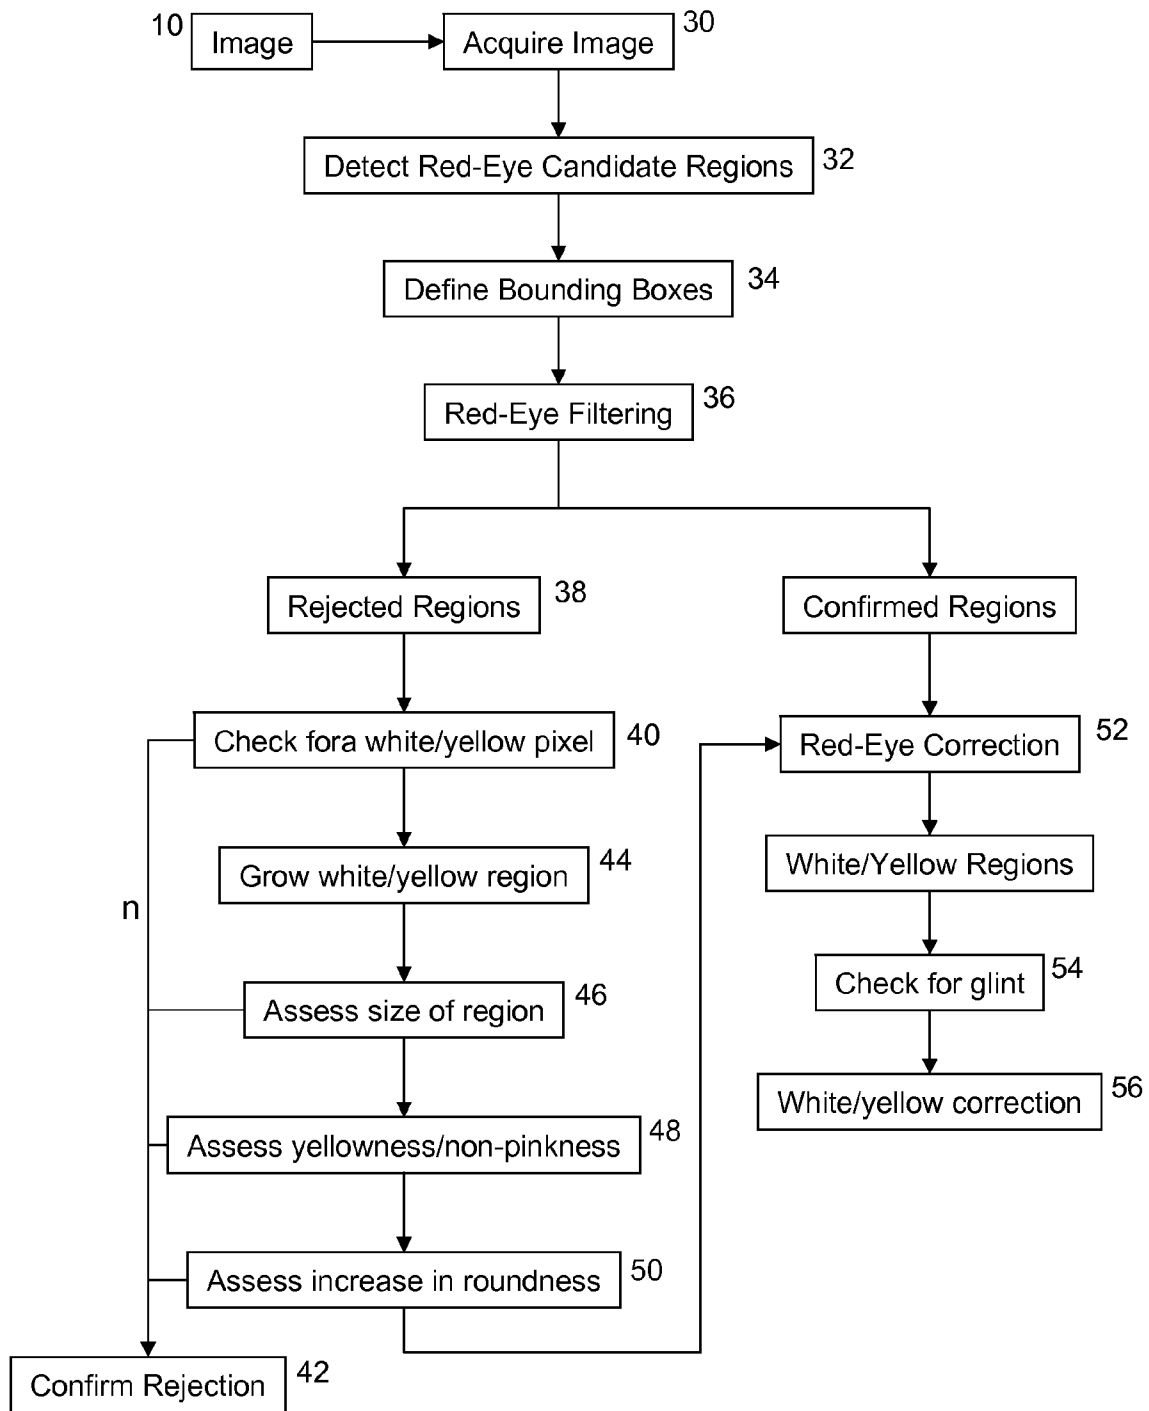 10 Image
Acquire Image 30
Detect Red-Eye Candidate Regions 32
Define Bounding Boxes 34
Red-Eye Filtering 36
Rejected Regions 38
Confirmed Regions
Check fora white/yellow pixel 40
Red-Eye Correction 52
Grow white/yellow region 44
White/Yellow Regions
n
Assess size of region 46
Check for glint 54
Assess yellowness/non-pinkness 48
White/yellow correction 56
Assess increase in roundness 50
Confirm Rejection 42